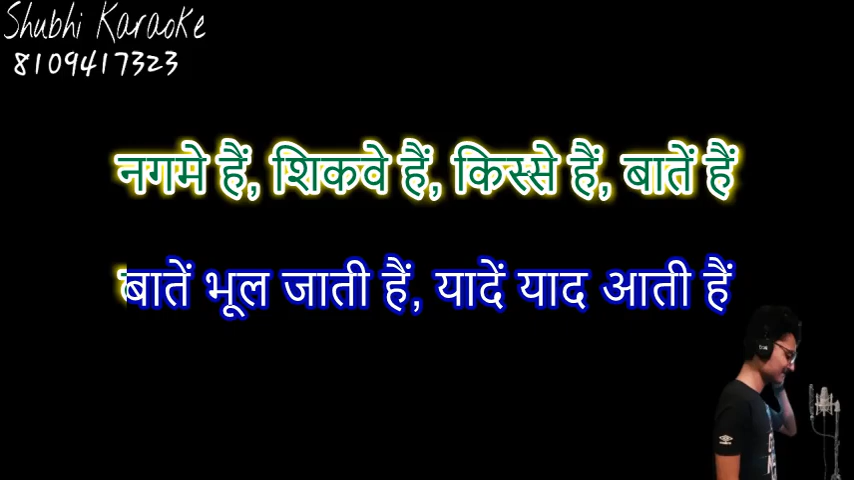 Shubhi Karaoke
8109417323
नगमे हैं, शिकवे हैं, किस्से हैं, बातें हैं
बातें भूल जाती हैं, यादें याद आती हैं